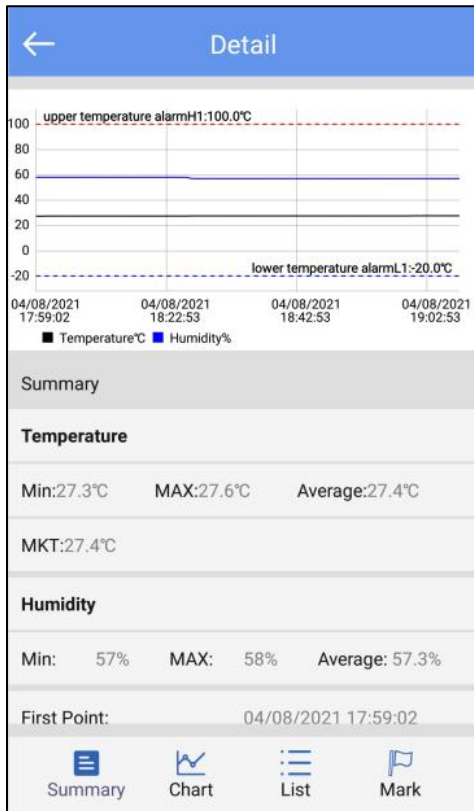 Detail
upper temperature alarmH1:100.0℃
100
80
60
40
20
0
-20
lower temperature alarmL1:-20.0℃
04/08/2021 04/08/2021 04/08/2021 04/08/2021
17:59:02 18:22:53 18:42:53 19:02:53
Temperature℃ Humidity%
Summary
Temperature
Min:27.3℃ MAX:27.6℃ Average:27.4℃
MKT:27.4℃
Humidity
Min: 57% MAX: 58% Average: 57.3%
First Point: 04/08/2021 17:59:02
Summary Chart List Mark